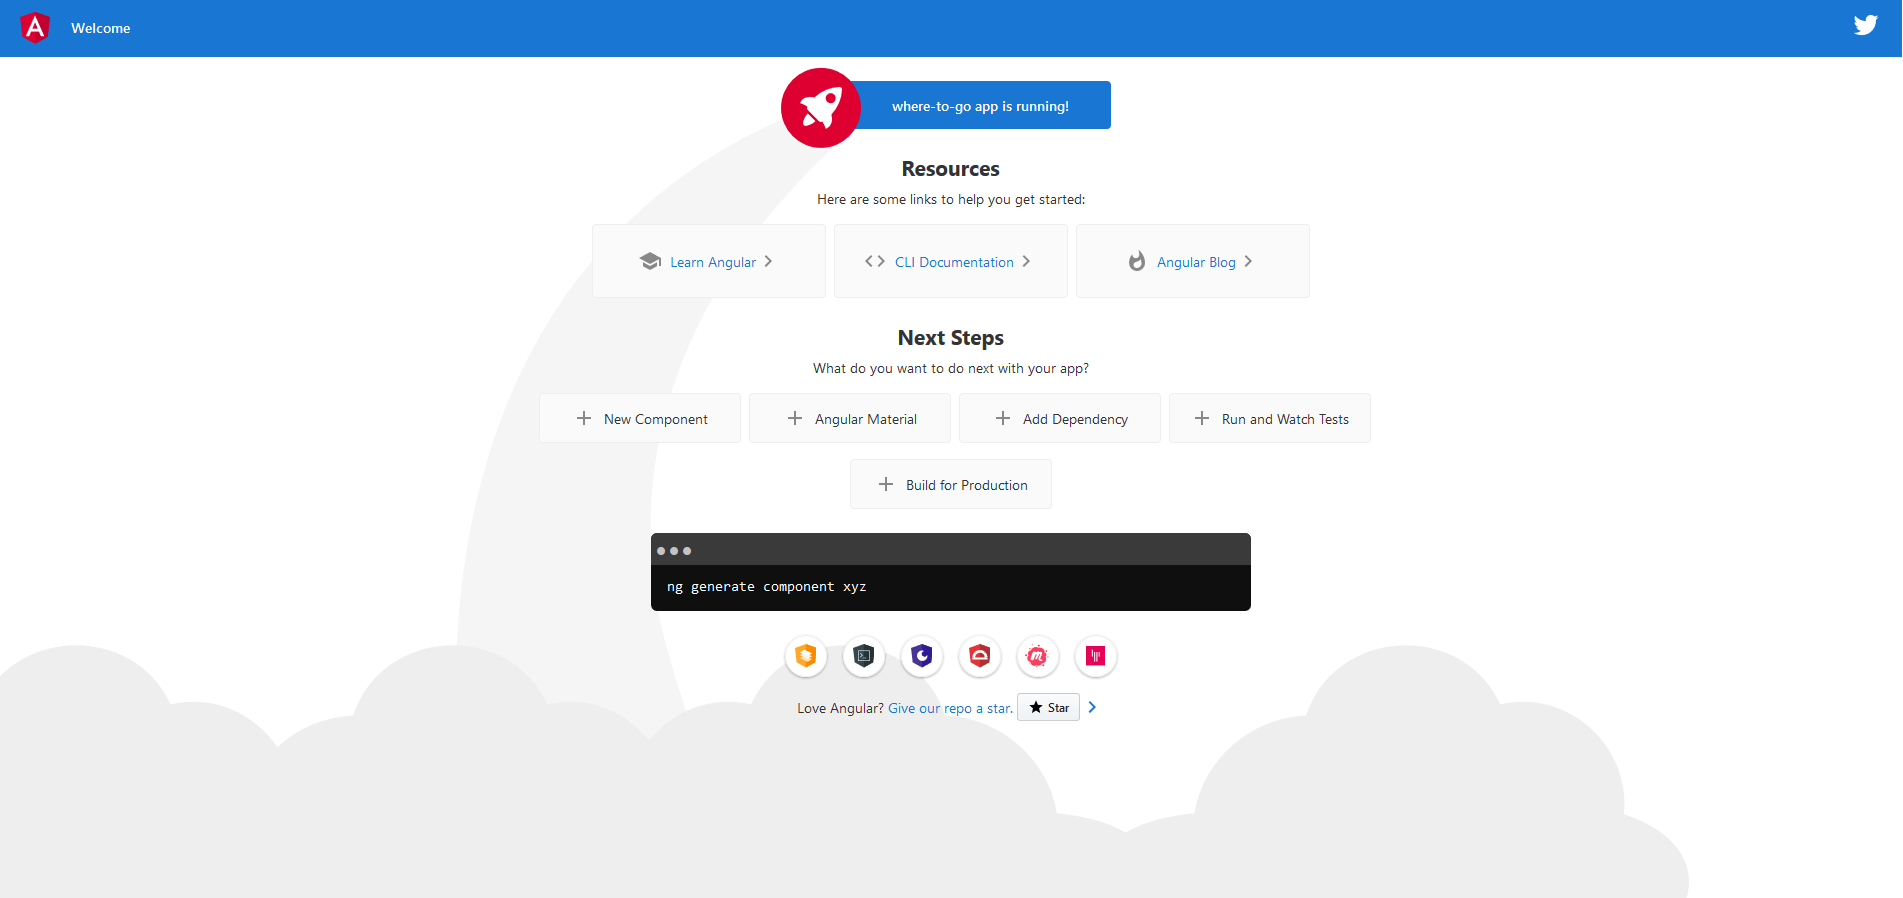 Welcome
where-to-go app is running!
Resources
Here are some links to help you get started:
Learn Angular
CLI Documentation
Angular Blog
Next Steps
What do you want to do next with your app?
New Component
Angular Material
Add Dependency
Run and Watch Tests
Build for Production
ng generate component xyz
Love Angular? Give our repo a star. Star